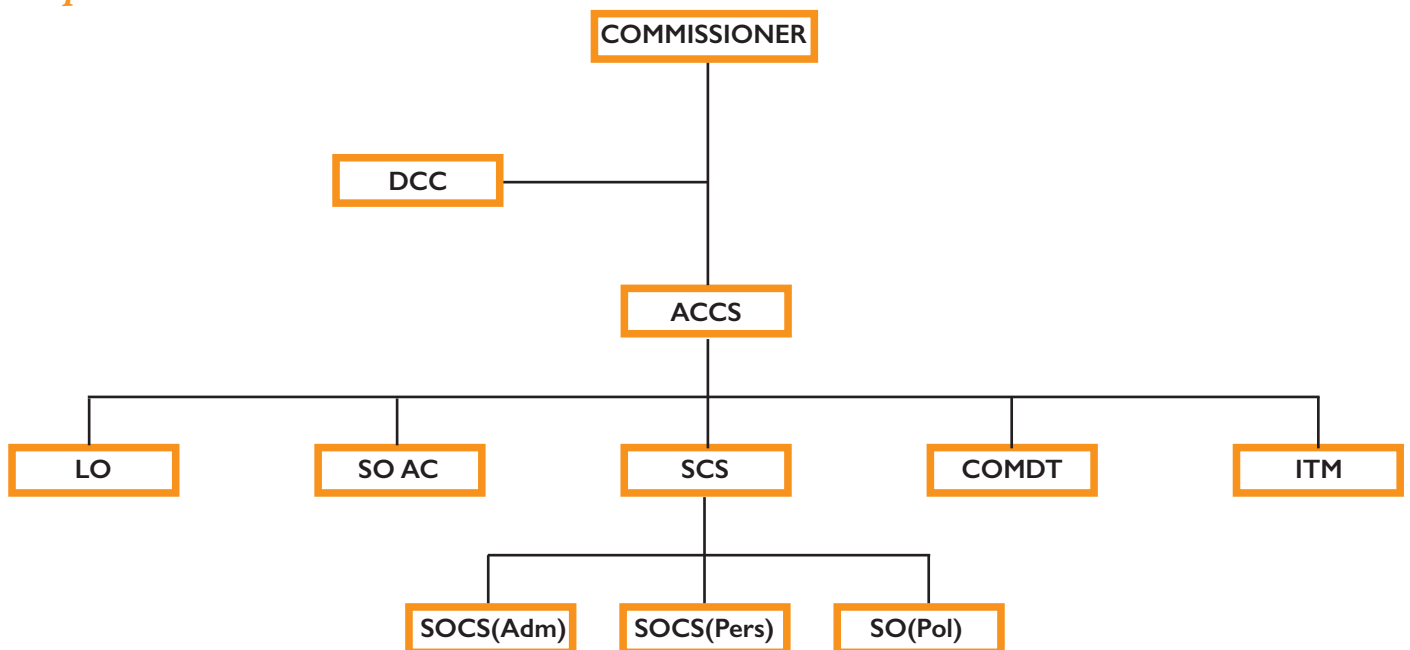 COMMISSIONER
DCC
ACCS
LO
SO AC
SCS
COMDT
ITM
SOCS(Adm)
SOCS(Pers)
SO(Pol)